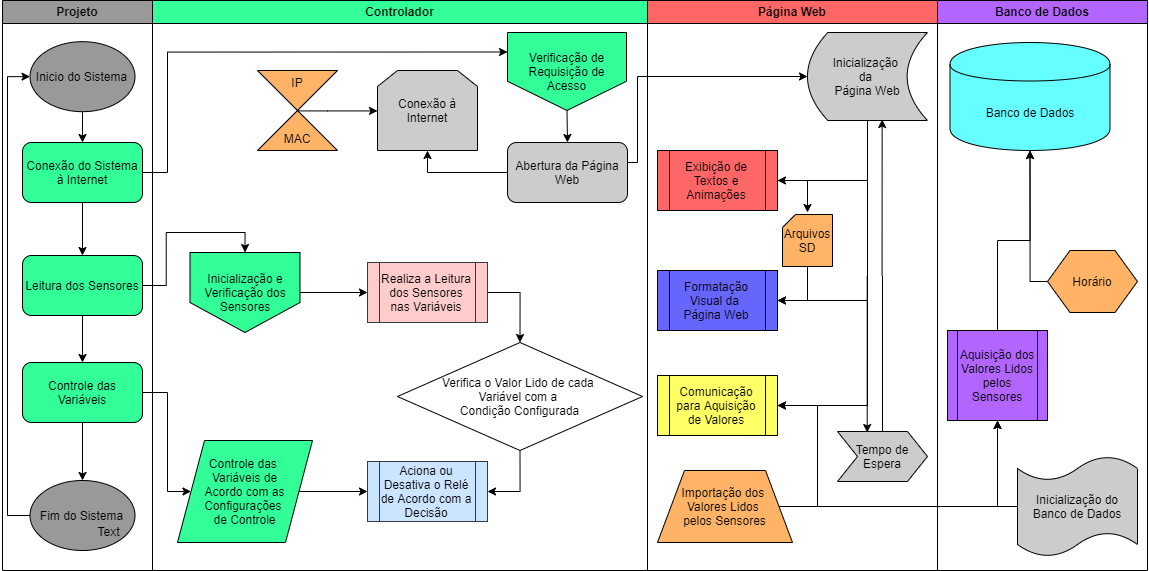 Projeto
Controlador
Página Web
Banco de Dados
Inicio do Sistema
Conexão do Sistema
á Internet
Leitura dos Sensores
Controle das
Variáveis
Fim do Sistema
Text
IP
MAC
Conexão à
Internet
Verificação de
Requisição de
Acesso
Abertura da Página
Web
Inicialização e
Verificação dos
Sensores
Realiza a Leitura
dos Sensores
nas Variáveis
Verifica o Valor Lido de cada
Variável com a
Condição Configurada
Controle das
Variáveis de
Acordo com as
Configurações
de Controle
Aciona ou
Desativa o Relé
de Acordo com a
Decisão
Inicialização
da
Página Web
Exibição de
Textos e
Animações
Arquivos
SD
Formatação
Visual da
Página Web
Comunicação
para Aquisição
de Valores
Tempo de
Espera
Importação dos
Valores Lidos
pelos Sensores
Banco de Dados
Horário
Aquisição dos
Valores Lidos
pelos
Sensores
Inicialização do
Banco de Dados